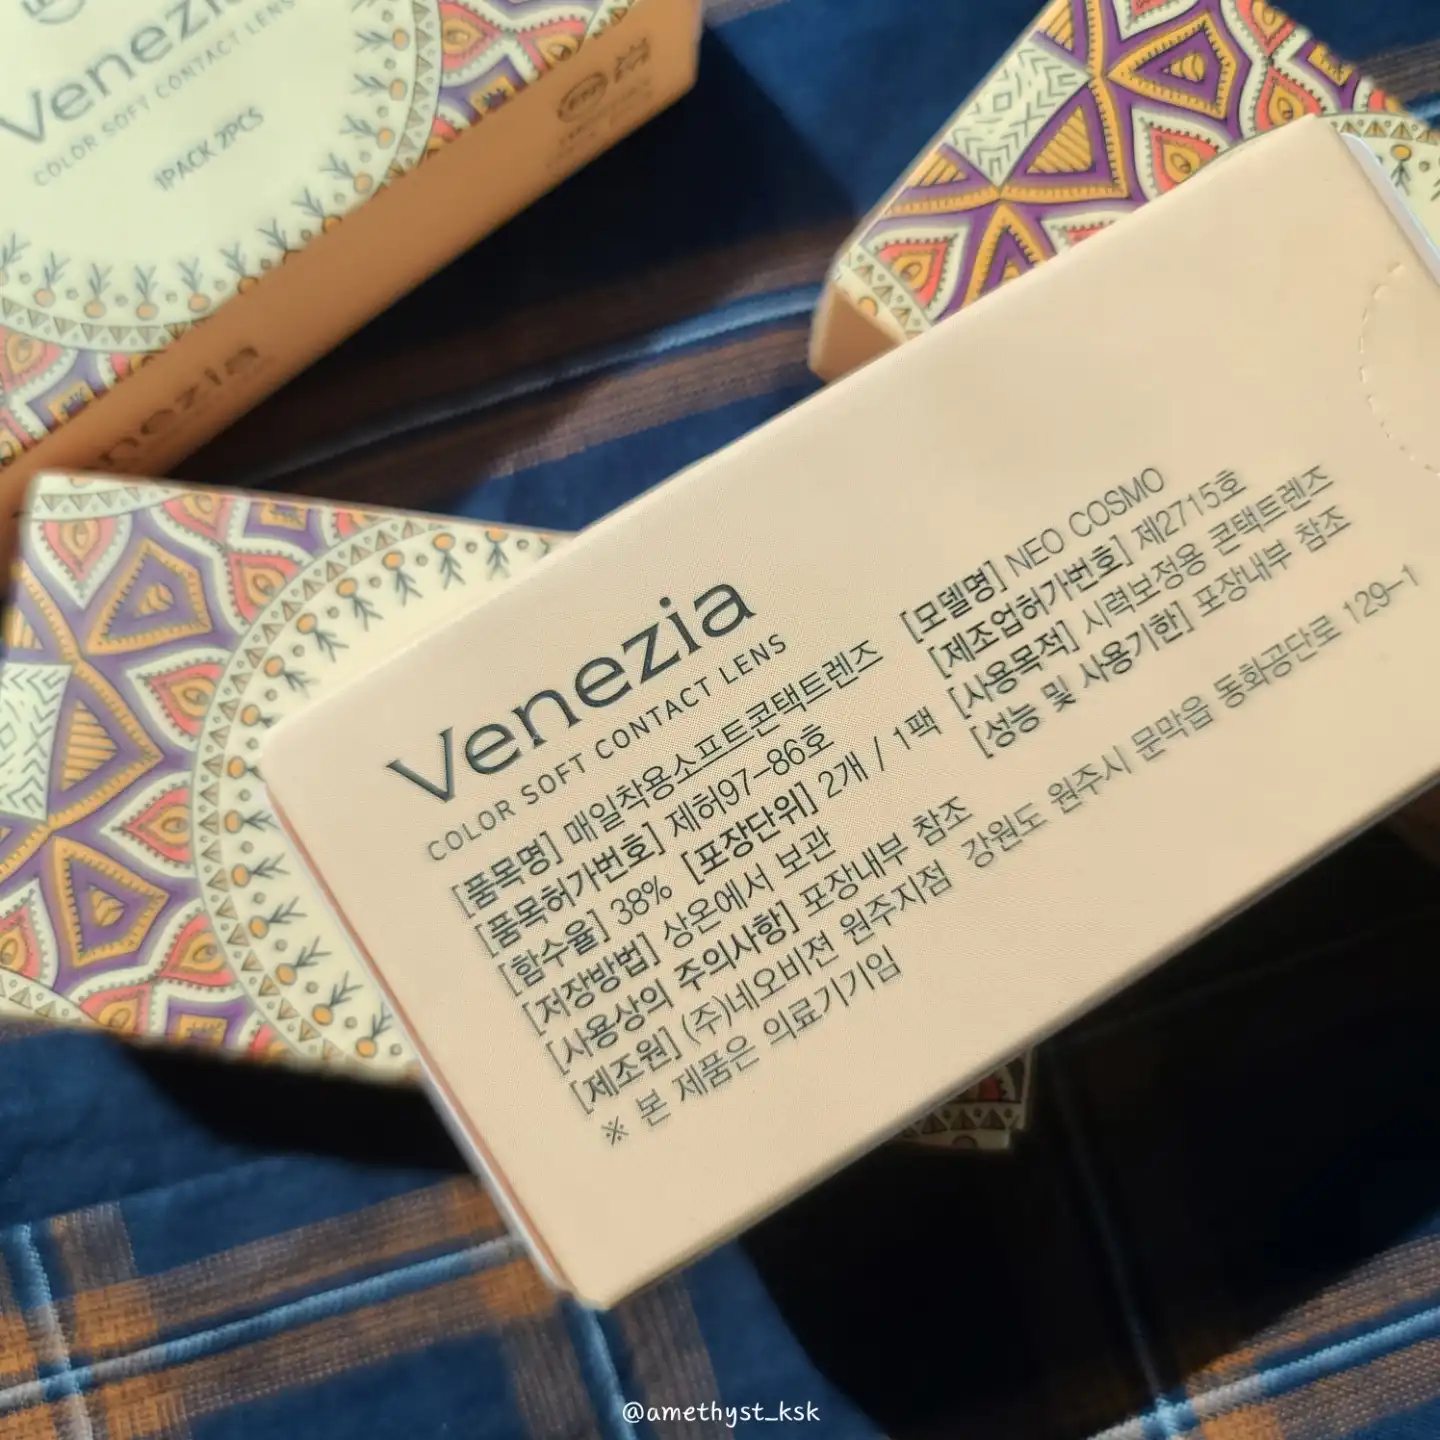 Venezia
COLOR SOFT CONTACT LENS
1PACK 2PCS
Venezia
COLOR SOFT CONTACT LENS
[품목명] 매일착용소프트콘택트렌즈 [모델명] NEO COSMO
[품목허가번호] 제허97-86호 [제조업허가번호] 제2715호
[함수율] 38% [포장단위] 2개 / 1팩 [사용목적] 시력보정용 콘택트렌즈
[저장방법] 상온에서 보관 [성능 및 사용기한] 포장내부 참조
[사용상의 주의사항] 포장내부 참조
[제조원] (주)네오비젼 원주지점 강원도 원주시 문막읍 동화공단로 129-1
※ 본 제품은 의료기기임
@amethyst_ksk